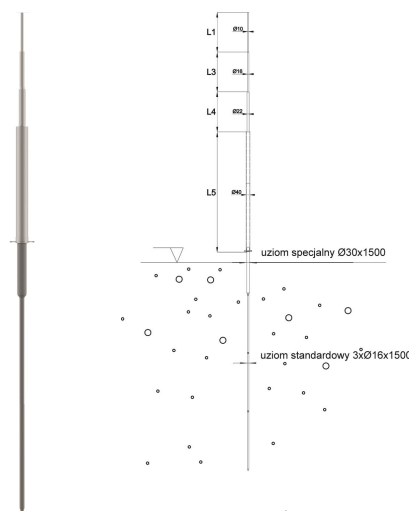 L1
Ø10
L3
Ø16
L4
Ø22
L5
Ø40
uziom specjalny Ø30x1500
uziom standardowy 3xØ16x1500